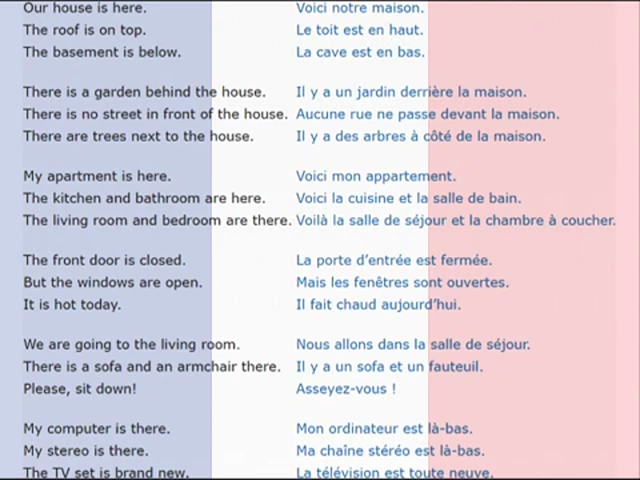 Our house is here. Voici notre maison.
The roof is on top. Le toit est en haut.
The basement is below. La cave est en bas.
There is a garden behind the house. Il y a un jardin derrière la maison.
There is no street in front of the house. Aucune rue ne passe devant la maison.
There are trees next to the house. Il y a des arbres à côté de la maison.
My apartment is here. Voici mon appartement.
The kitchen and bathroom are here. Voici la cuisine et la salle de bain.
The living room and bedroom are there. Voilà la salle de séjour et la chambre à coucher.
The front door is closed. La porte d’entrée est fermée.
But the windows are open. Mais les fenêtres sont ouvertes.
It is hot today. Il fait chaud aujourd’hui.
We are going to the living room. Nous allons dans la salle de séjour.
There is a sofa and an armchair there. Il y a un sofa et un fauteuil.
Please, sit down! Asseyez-vous !
My computer is there. Mon ordinateur est là-bas.
My stereo is there. Ma chaîne stéréo est là-bas.
The TV set is brand new. La télévision est toute neuve.